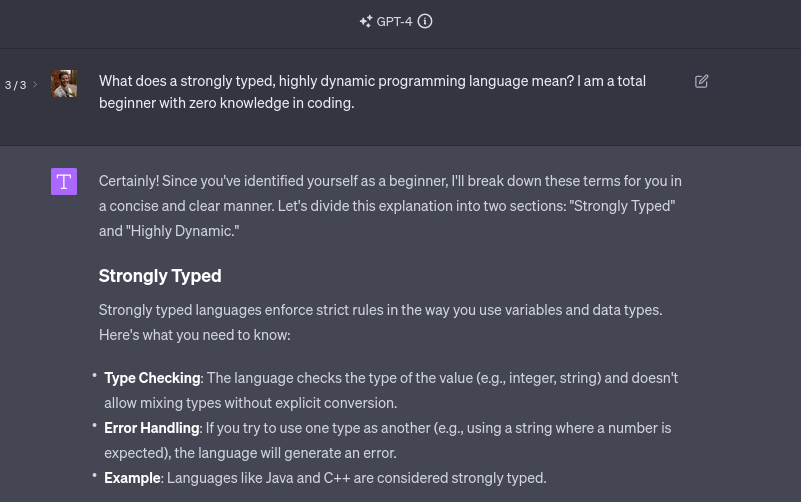 GPT-4
3 / 3
What does a strongly typed, highly dynamic programming language mean? I am a total
beginner with zero knowledge in coding.
T
Certainly! Since you've identified yourself as a beginner, I'll break down these terms for you in
a concise and clear manner. Let's divide this explanation into two sections: "Strongly Typed"
and "Highly Dynamic."
Strongly Typed
Strongly typed languages enforce strict rules in the way you use variables and data types.
Here's what you need to know:
• Type Checking: The language checks the type of the value (e.g., integer, string) and doesn't
allow mixing types without explicit conversion.
• Error Handling: If you try to use one type as another (e.g., using a string where a number is
expected), the language will generate an error.
• Example: Languages like Java and C++ are considered strongly typed.